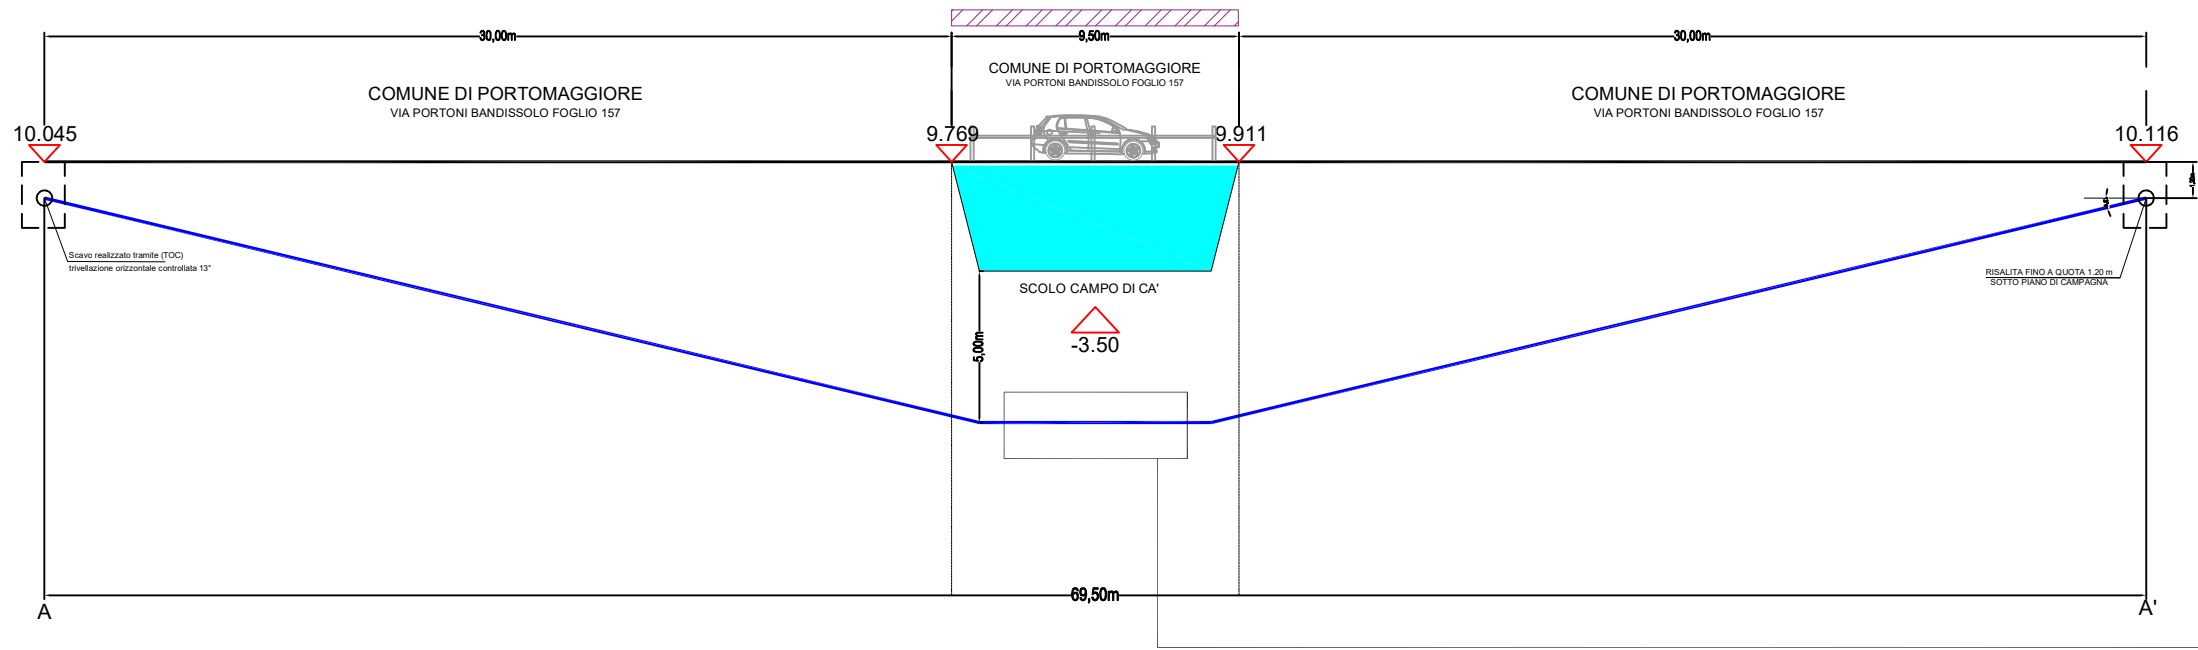 30,00m
9,50m
30,00m
COMUNE DI PORTOMAGGIORE
VIA PORTONI BANDISSOLO FOGLIO 157
COMUNE DI PORTOMAGGIORE
VIA PORTONI BANDISSOLO FOGLIO 157
COMUNE DI PORTOMAGGIORE
VIA PORTONI BANDISSOLO FOGLIO 157
10.045
9.769
9.911
10.116
1,20m
Scavo realizzato tramite (TOC)
trivellazione orizzontale controllata 13"
RISALITA FINO A QUOTA 1.20 m
SOTTO PIANO DI CAMPAGNA
SCOLO CAMPO DI CA'
-3.50
5,00m
69,50m
A
A'